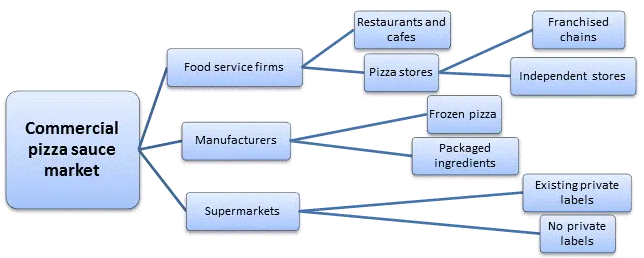 Commercial
pizza sauce
market
Food service firms
Restaurants and
cafes
Pizza stores
Franchised
chains
Independent stores
Manufacturers
Frozen pizza
Packaged
ingredients
Supermarkets
Existing private
labels
No private
labels